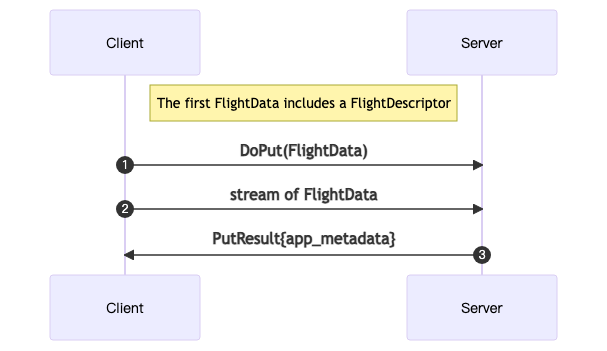 Client
Server
The first FlightData includes a FlightDescriptor
DoPut(FlightData)
1
stream of FlightData
2
PutResult{app_metadata}
3
Client
Server